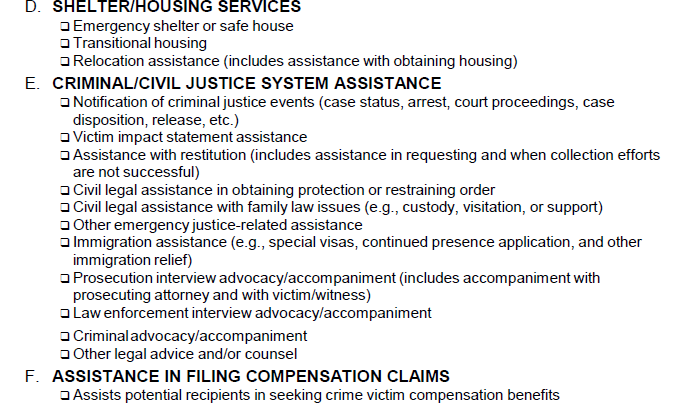 D. SHELTER/HOUSING SERVICES
❑ Emergency shelter or safe house
❑ Transitional housing
❑ Relocation assistance (includes assistance with obtaining housing)
E. CRIMINAL/CIVIL JUSTICE SYSTEM ASSISTANCE
❑ Notification of criminal justice events (case status, arrest, court proceedings, case
disposition, release, etc.)
❑ Victim impact statement assistance
❑ Assistance with restitution (includes assistance in requesting and when collection efforts
are not successful)
❑ Civil legal assistance in obtaining protection or restraining order
❑ Civil legal assistance with family law issues (e.g., custody, visitation, or support)
❑ Other emergency justice-related assistance
❑ Immigration assistance (e.g., special visas, continued presence application, and other
immigration relief)
❑ Prosecution interview advocacy/accompaniment (includes accompaniment with
prosecuting attorney and with victim/witness)
❑ Law enforcement interview advocacy/accompaniment
❑ Criminal advocacy/accompaniment
❑ Other legal advice and/or counsel
F. ASSISTANCE IN FILING COMPENSATION CLAIMS
❑ Assists potential recipients in seeking crime victim compensation benefits